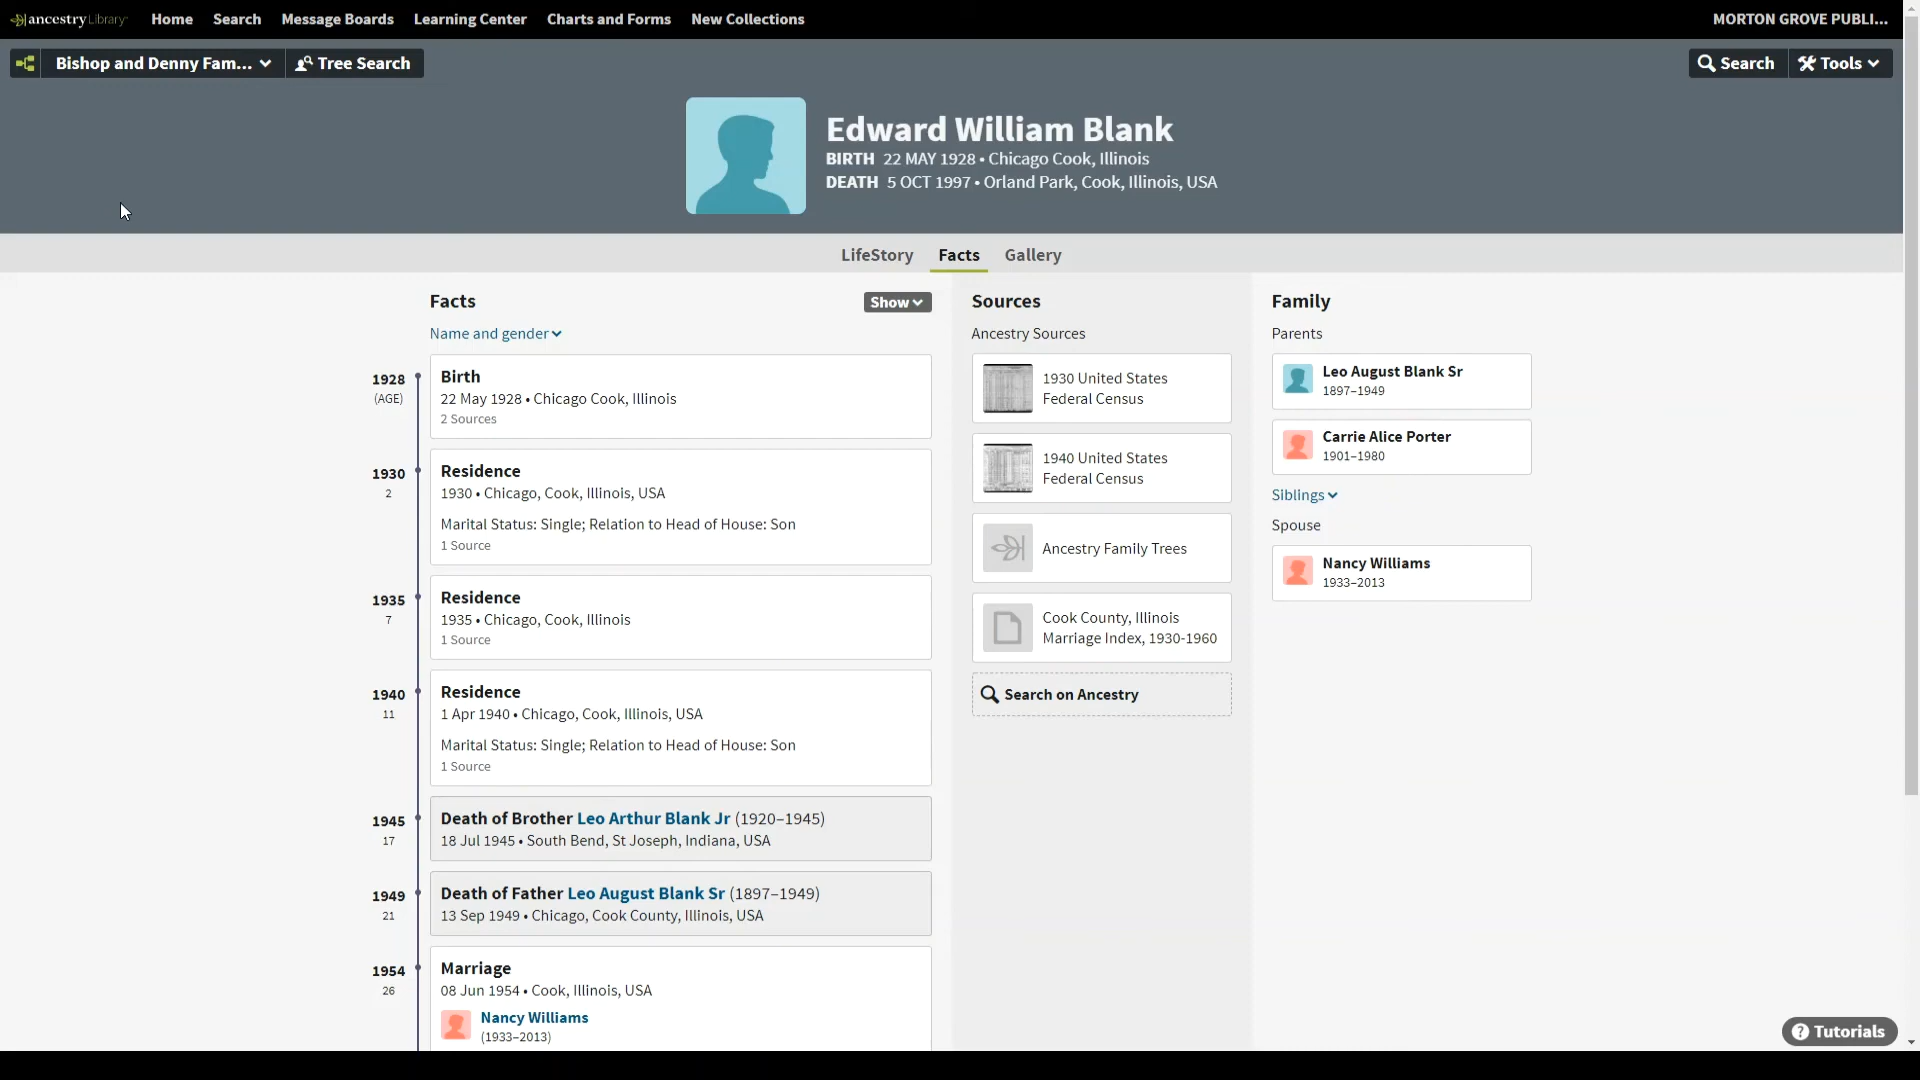 ancestryLibrary
Home Search Message Boards Learning Center Charts and Forms New Collections
MORTON GROVE PUBLI...
Bishop and Denny Fam... Tree Search
Search Tools
Edward William Blank
BIRTH 22 MAY 1928 • Chicago Cook, Illinois
DEATH 5 OCT 1997 • Orland Park, Cook, Illinois, USA
LifeStory Facts Gallery
Facts
Show
Name and gender
1928
(AGE)
Birth
22 May 1928 • Chicago Cook, Illinois
2 Sources
1930
2
Residence
1930 • Chicago, Cook, Illinois, USA
Marital Status: Single; Relation to Head of House: Son
1 Source
1935
7
Residence
1935 • Chicago, Cook, Illinois
1 Source
1940
11
Residence
1 Apr 1940 • Chicago, Cook, Illinois, USA
Marital Status: Single; Relation to Head of House: Son
1 Source
1945
17
Death of Brother Leo Arthur Blank Jr (1920–1945)
18 Jul 1945 • South Bend, St Joseph, Indiana, USA
1949
21
Death of Father Leo August Blank Sr (1897–1949)
13 Sep 1949 • Chicago, Cook County, Illinois, USA
1954
26
Marriage
08 Jun 1954 • Cook, Illinois, USA
Nancy Williams
(1933–2013)
Sources
Ancestry Sources
1930 United States
Federal Census
1940 United States
Federal Census
Ancestry Family Trees
Cook County, Illinois
Marriage Index, 1930-1960
Search on Ancestry
Family
Parents
Leo August Blank Sr
1897–1949
Carrie Alice Porter
1901–1980
Siblings
Spouse
Nancy Williams
1933–2013
Tutorials